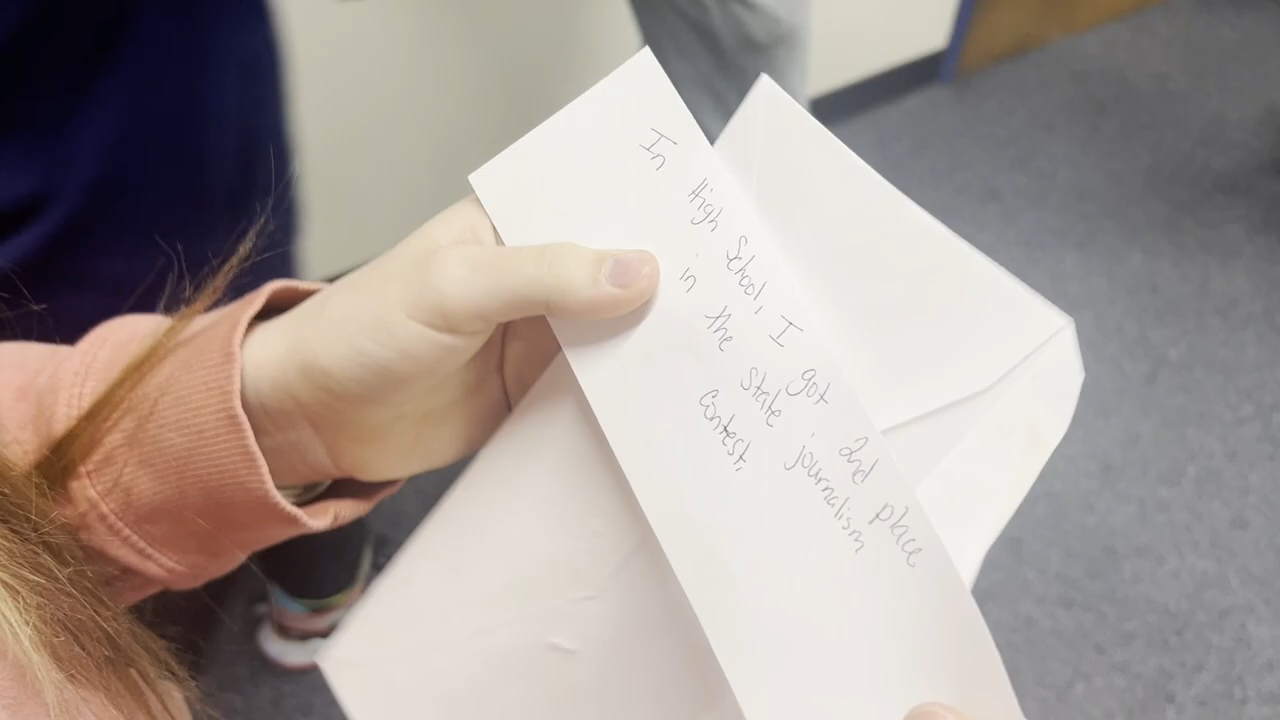 In High School, I got 2nd place
in the state journalism
contest,